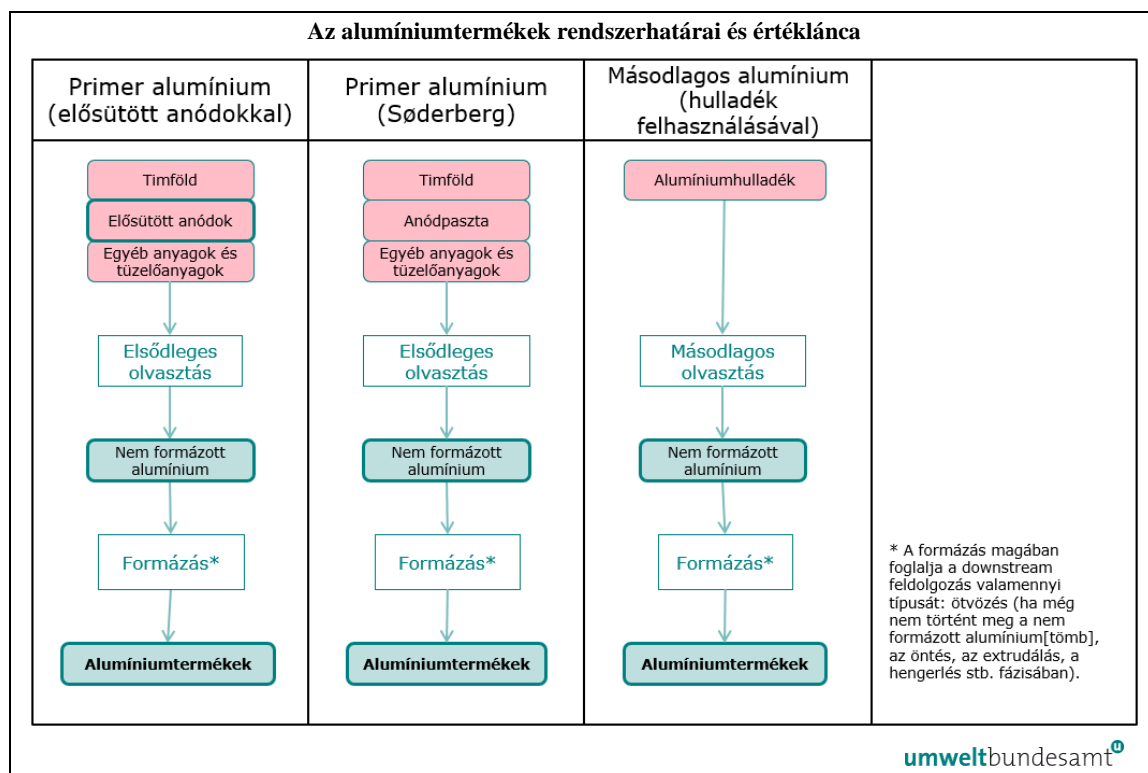 Az alumíniumtermékek rendszerhatárai és értéklánca
Primer alumínium
(elősütött anódokkal)
Timföld
Elősütött anódok
Egyéb anyagok és
tüzelőanyagok
Elsődleges
olvasztás
Nem formázott
alumínium
Formázás*
Alumíniumtermékek
Primer alumínium
(Søderberg)
Timföld
Anódpaszta
Egyéb anyagok és
tüzelőanyagok
Elsődleges
olvasztás
Nem formázott
alumínium
Formázás*
Alumíniumtermékek
Másodlagos alumínium
(hulladék
felhasználásával)
Alumíniumhulladék
Másodlagos
olvasztás
Nem formázott
alumínium
Formázás*
Alumíniumtermékek
* A formázás magában
foglalja a downstream
feldolgozás valamennyi
típusát: ötvözés (ha még
nem történt meg a nem
formázott alumínium[tömb],
az öntés, az extrudálás, a
hengerlés stb. fázisában).
umweltbundesamt u